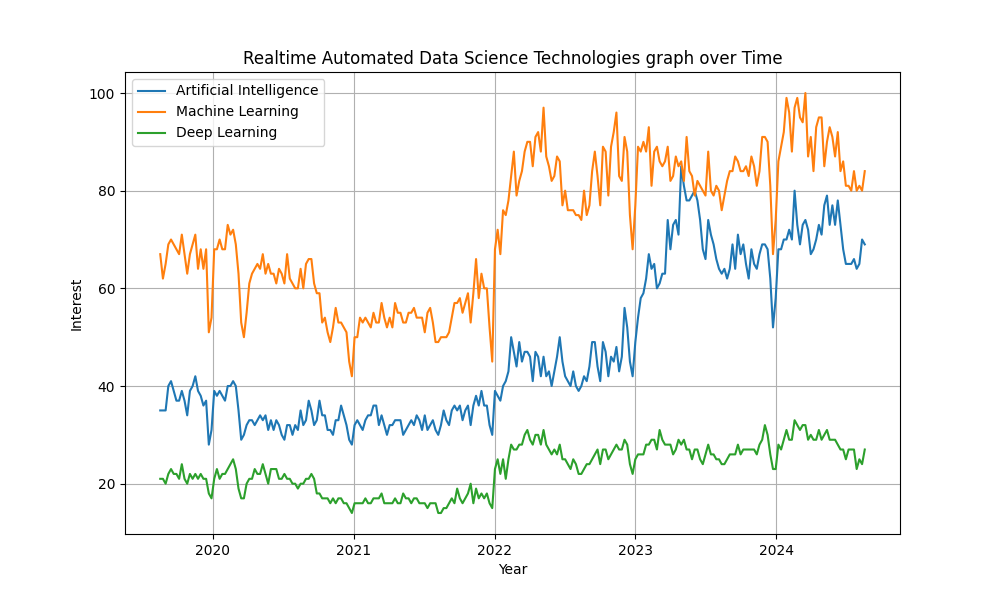 Realtime Automated Data Science Technologies graph over Time
Artificial Intelligence
Machine Learning
Deep Learning
100
80
60
40
20
Interest
2020 2021 2022 2023 2024
Year